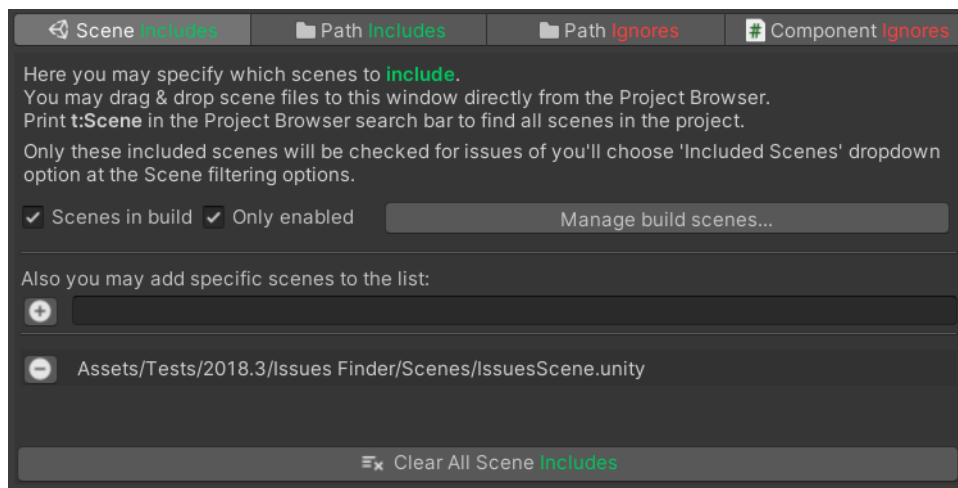 Scene Includes
Path Includes
Path Ignores
# Component Ignores
Here you may specify which scenes to include.
You may drag & drop scene files to this window directly from the Project Browser.
Print t:Scene in the Project Browser search bar to find all scenes in the project.
Only these included scenes will be checked for issues of you'll choose 'Included Scenes' dropdown
option at the Scene filtering options.
Scenes in build
Only enabled
Manage build scenes...
Also you may add specific scenes to the list:
Assets/Tests/2018.3/Issues Finder/Scenes/IssuesScene.unity
Clear All Scene Includes